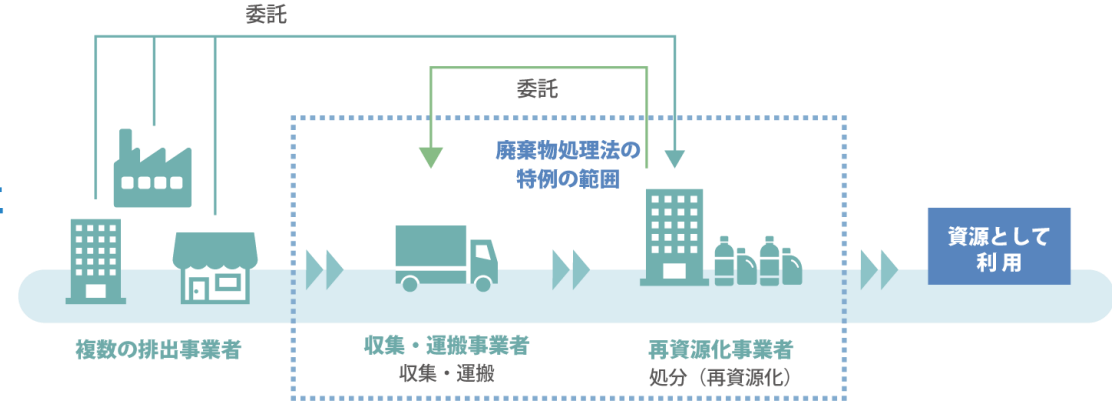 委託
委託
廃棄物処理法の
特例の範囲
資源として
利用
複数の排出事業者
収集・運搬事業者
収集・運搬
再資源化事業者
処分（再資源化）